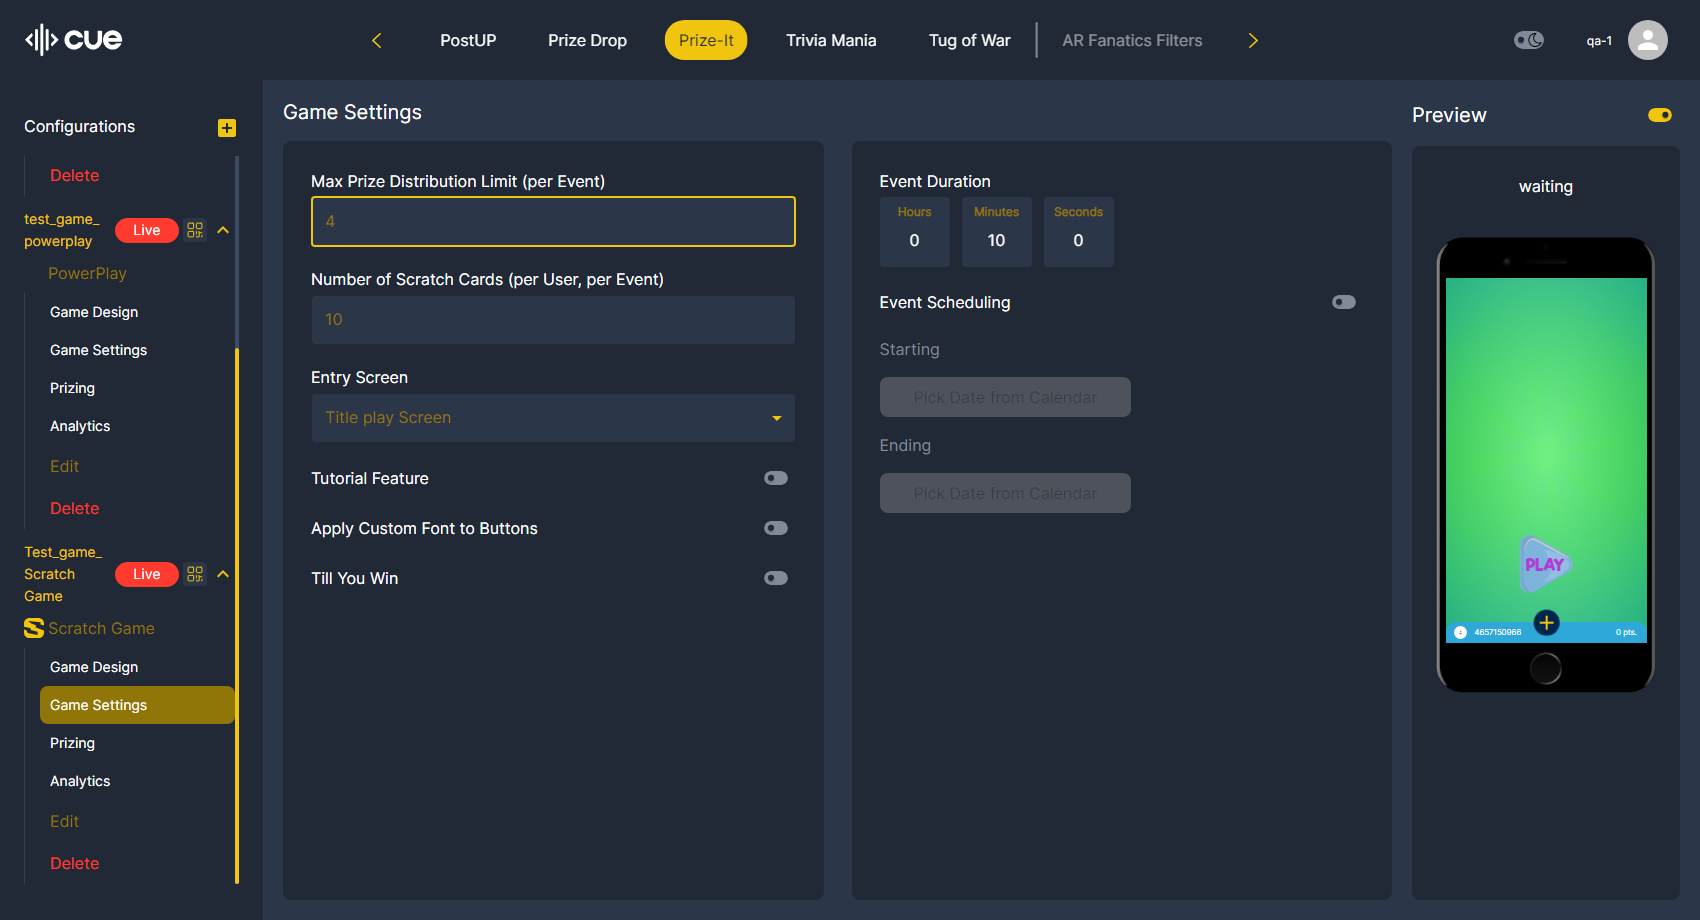 cue
PostUP
Prize Drop
Prize-It
Trivia Mania
Tug of War
AR Fanatics Filters
qa-1
Configurations
Delete
test_game_
powerplay
Live
PowerPlay
Game Design
Game Settings
Prizing
Analytics
Edit
Delete
Test_game_
Scratch
Game
Live
Scratch Game
Game Design
Game Settings
Prizing
Analytics
Edit
Delete
Game Settings
Max Prize Distribution Limit (per Event)
4
Number of Scratch Cards (per User, per Event)
10
Entry Screen
Title play Screen
Tutorial Feature
Apply Custom Font to Buttons
Till You Win
Event Duration
Hours
0
Minutes
10
Seconds
0
Event Scheduling
Starting
Pick Date from Calendar
Ending
Pick Date from Calendar
Preview
waiting
PLAY
4657150966
0 pts.